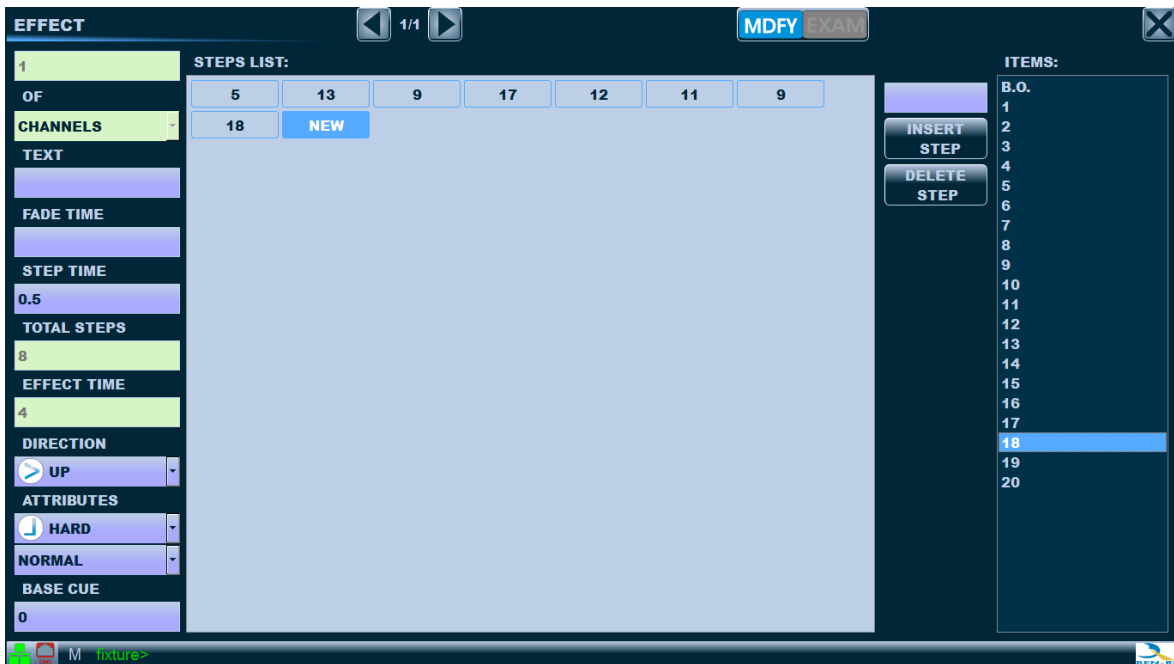 EFFECT
1/1
MDFY EXAM
1
OF
CHANNELS
TEXT
FADE TIME
STEP TIME
0.5
TOTAL STEPS
8
EFFECT TIME
4
DIRECTION
UP
ATTRIBUTES
HARD
NORMAL
BASE CUE
0
STEPS LIST:
5 13 9 17 12 11 9
18 NEW
INSERT
STEP
DELETE
STEP
ITEMS:
B.O.
1
2
3
4
5
6
7
8
9
10
11
12
13
14
15
16
17
18
19
20
M fixture>